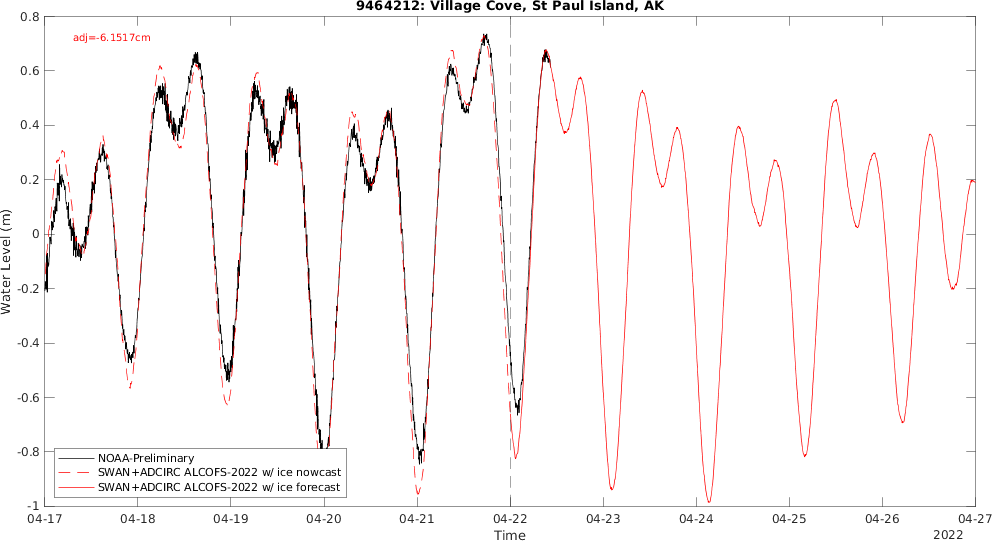 9464212: Village Cove, St Paul Island, AK
adj=-6.1517cm
Water Level (m)
0.8
0.6
0.4
0.2
0
-0.2
-0.4
-0.6
-0.8
-1
NOAA-Preliminary
SWAN+ADCIRC ALCOFS-2022 w/ ice nowcast
SWAN+ADCIRC ALCOFS-2022 w/ ice forecast
04-17 04-18 04-19 04-20 04-21 04-22 04-23 04-24 04-25 04-26 04-27
Time
2022